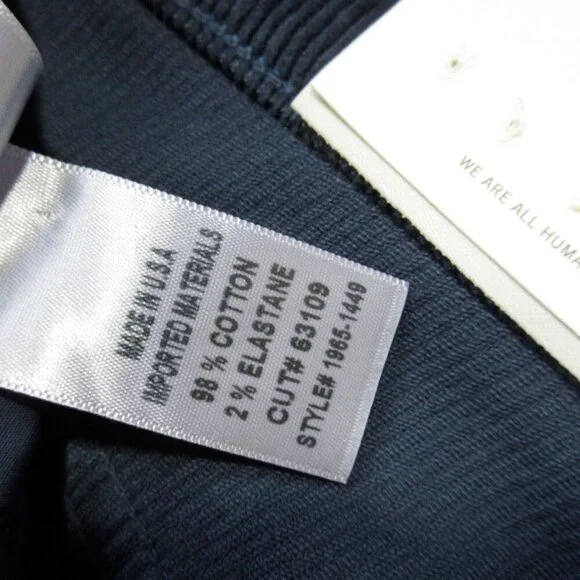 MADE IN U.S.A
IMPORTED MATERIALS
98 % COTTON
2 % ELASTANE
CUT# 63109
STYLE# 1965-1449
WE ARE ALL HUMA